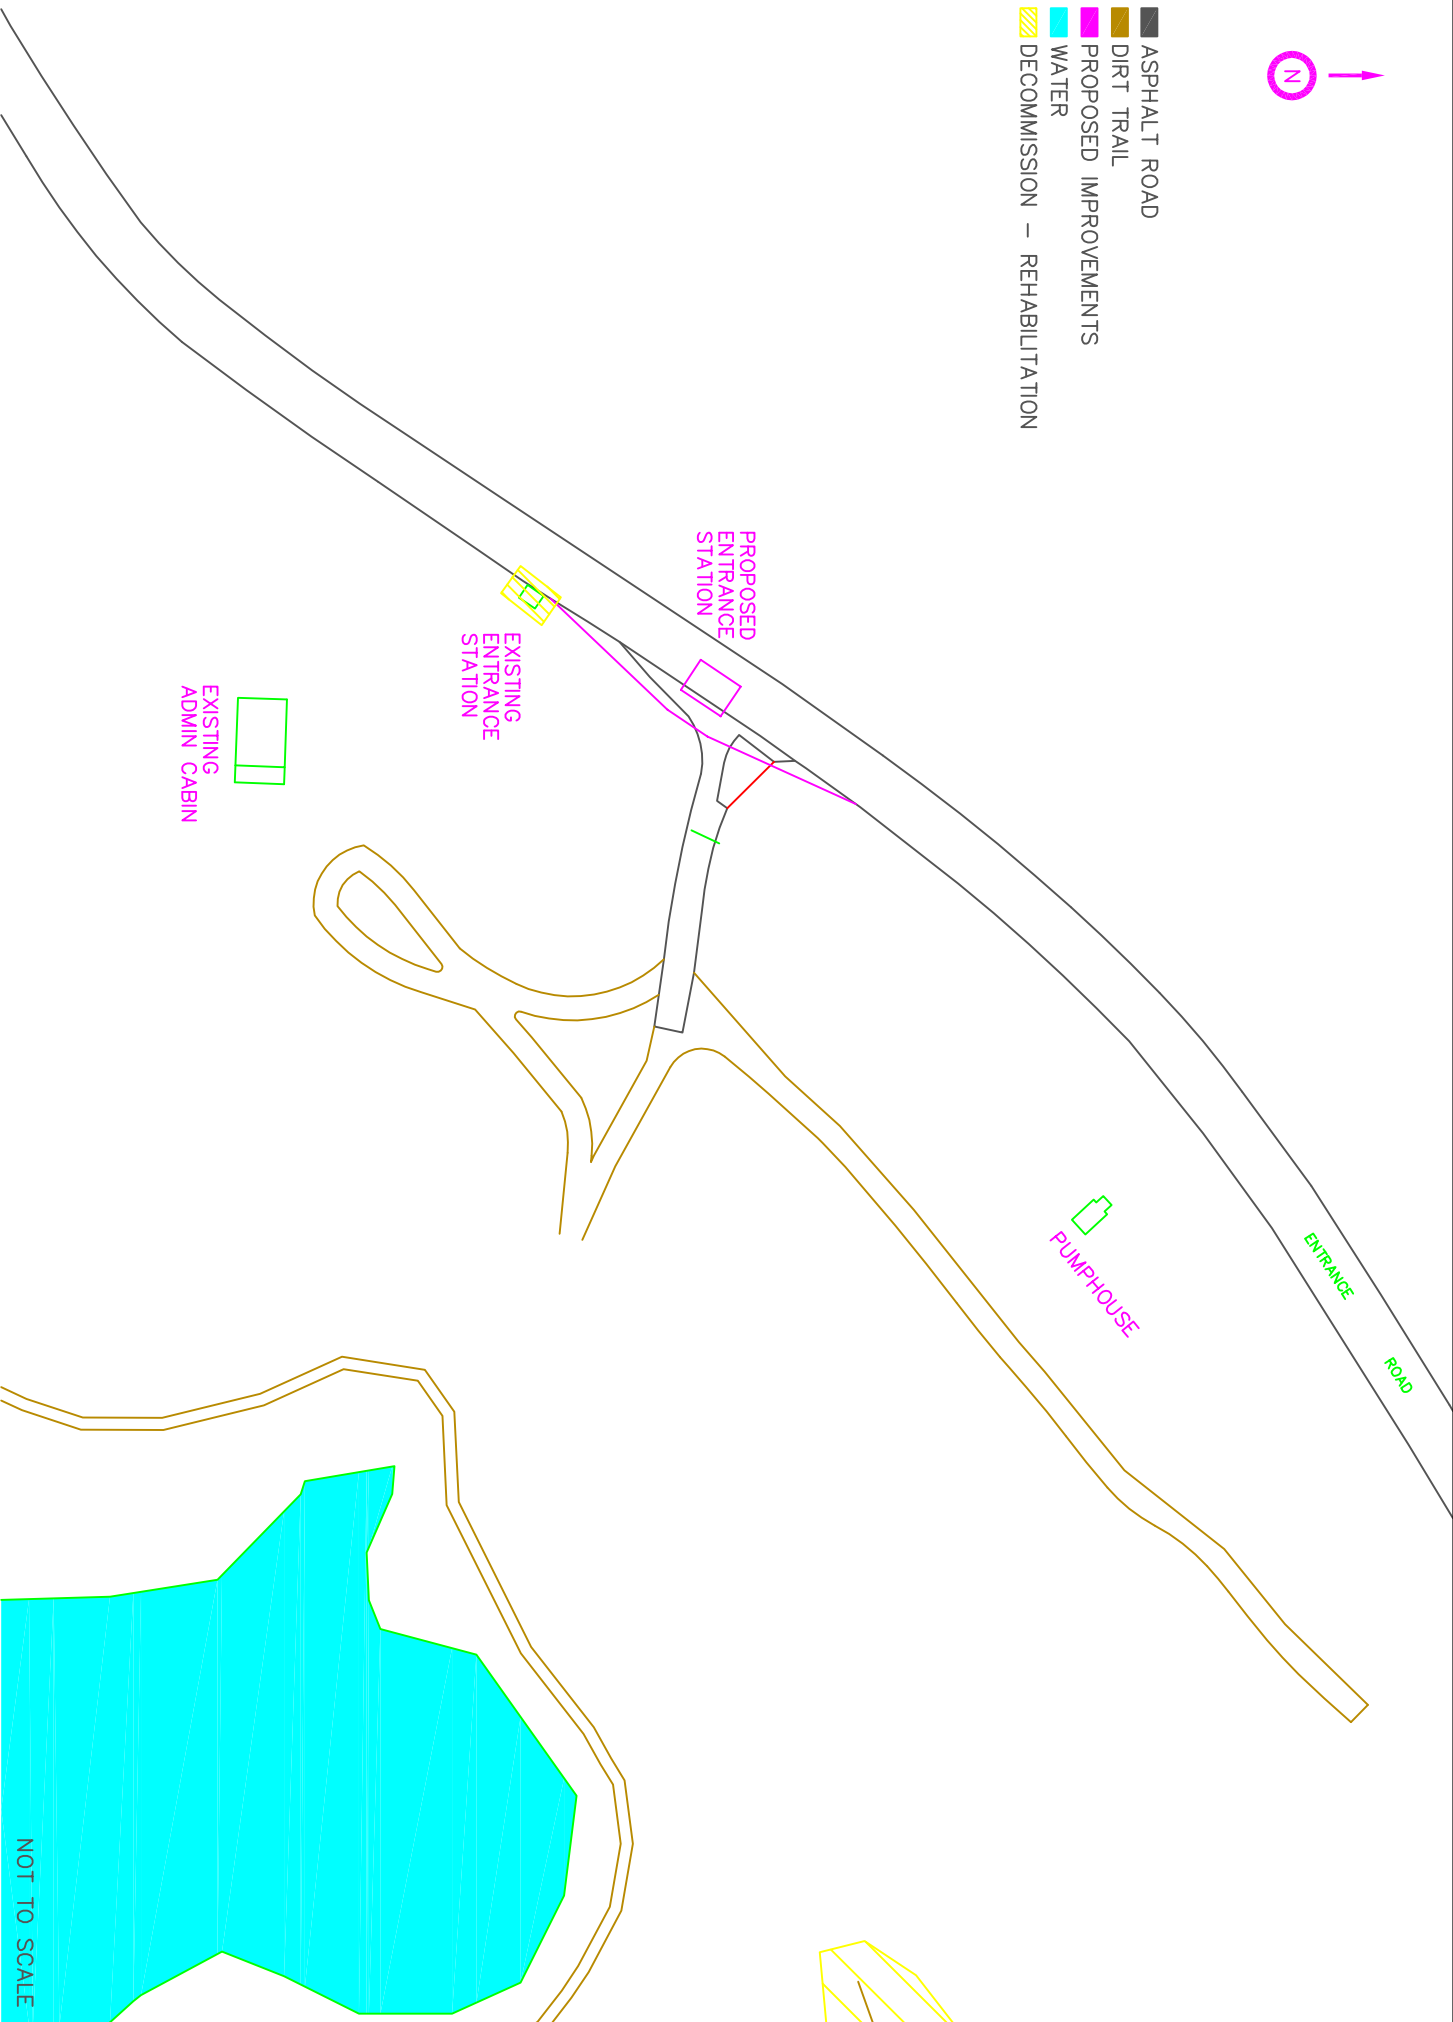 N
ASPHALT ROAD
DIRT TRAIL
PROPOSED IMPROVEMENTS
WATER
DECOMMISSION - REHABILITATION
PROPOSED
ENTRANCE
STATION
EXISTING
ENTRANCE
STATION
EXISTING
ADMIN CABIN
PUMPHOUSE
ENTRANCE
ROAD
NOT TO SCALE